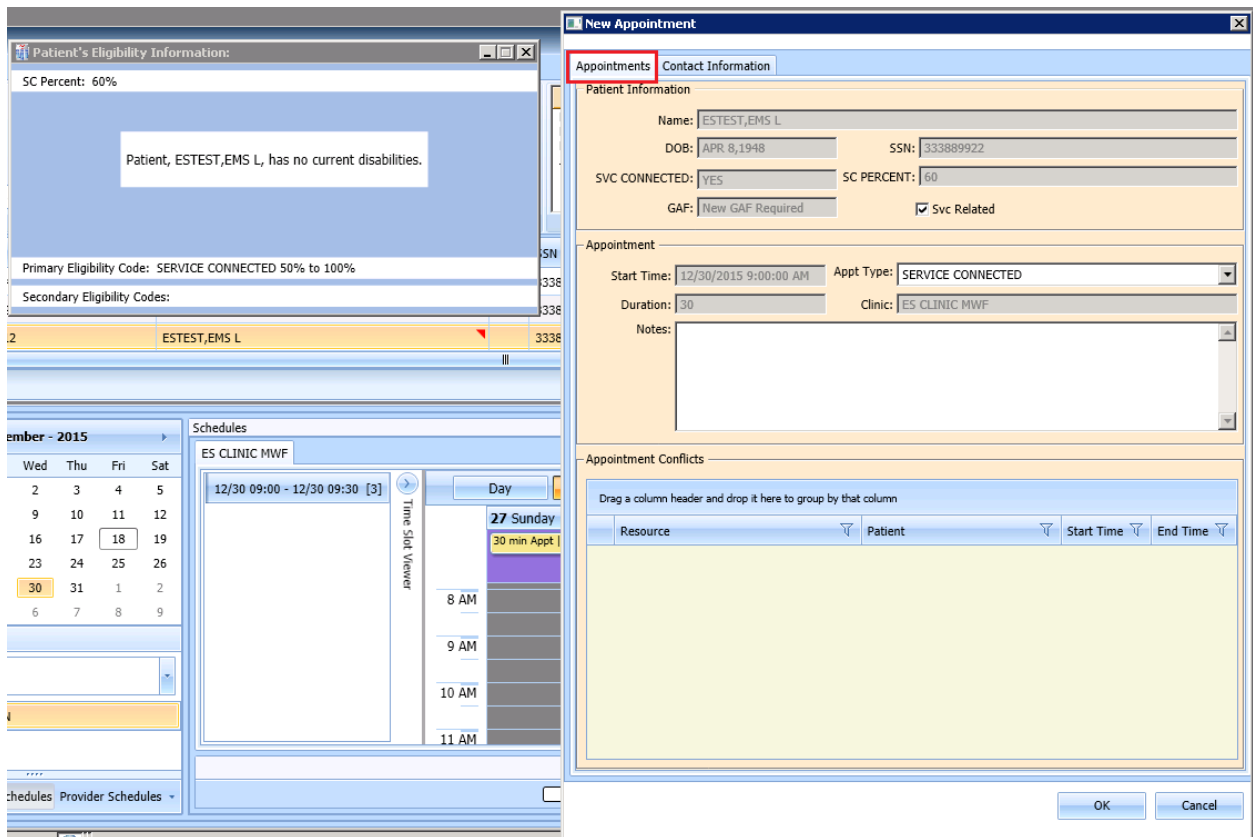 Patient's Eligibility Information:
SC Percent: 60%
Patient, ESTEST,EMS L, has no current disabilities.
Primary Eligibility Code: SERVICE CONNECTED 50% to 100%
Secondary Eligibility Codes:
SSN
338
338
.2 ESTEST,EMS L 3338
ember - 2015
Wed Thu Fri Sat
2 3 4 5
9 10 11 12
16 17 18 19
23 24 25 26
30 31 1 2
6 7 8 9
N
chedules Provider Schedules
Schedules
ES CLINIC MWF
12/30 09:00 - 12/30 09:30 [3]
Time Slot Viewer
Day
27 Sunday
30 min Appt |
8 AM
9 AM
10 AM
11 AM
New Appointment
Appointments Contact Information
Patient Information
Name: ESTEST,EMS L
DOB: APR 8,1948 SSN: 333889922
SVC CONNECTED: YES SC PERCENT: 60
GAF: New GAF Required Svc Related
Appointment
Start Time: 12/30/2015 9:00:00 AM Appt Type: SERVICE CONNECTED
Duration: 30 Clinic: ES CLINIC MWF
Notes:
Appointment Conflicts
Drag a column header and drop it here to group by that column
Resource Patient Start Time End Time
OK Cancel